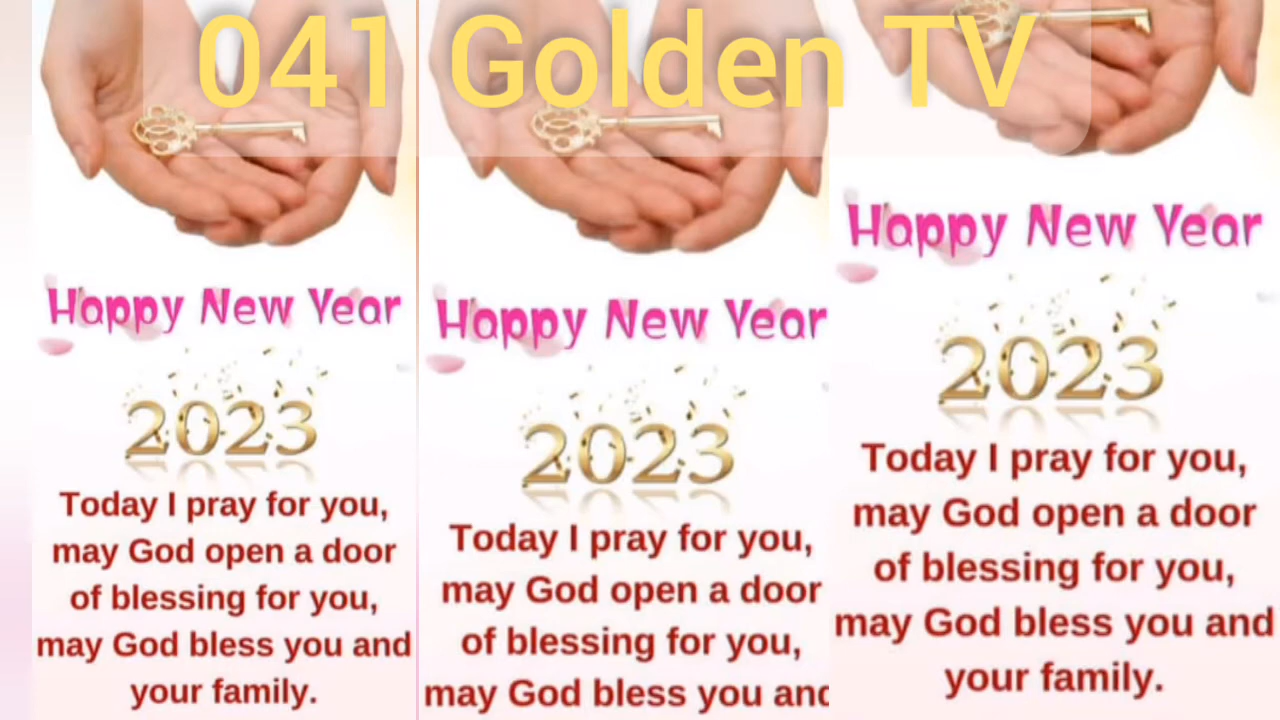 041 Golden TV
Happy New Year
2023
Today I pray for you,
may God open a door
of blessing for you,
may God bless you and
your family.
Happy New Year
2023
Today I pray for you,
may God open a door
of blessing for you,
may God bless you and
Happy New Year
2023
Today I pray for you,
may God open a door
of blessing for you,
may God bless you and
your family.